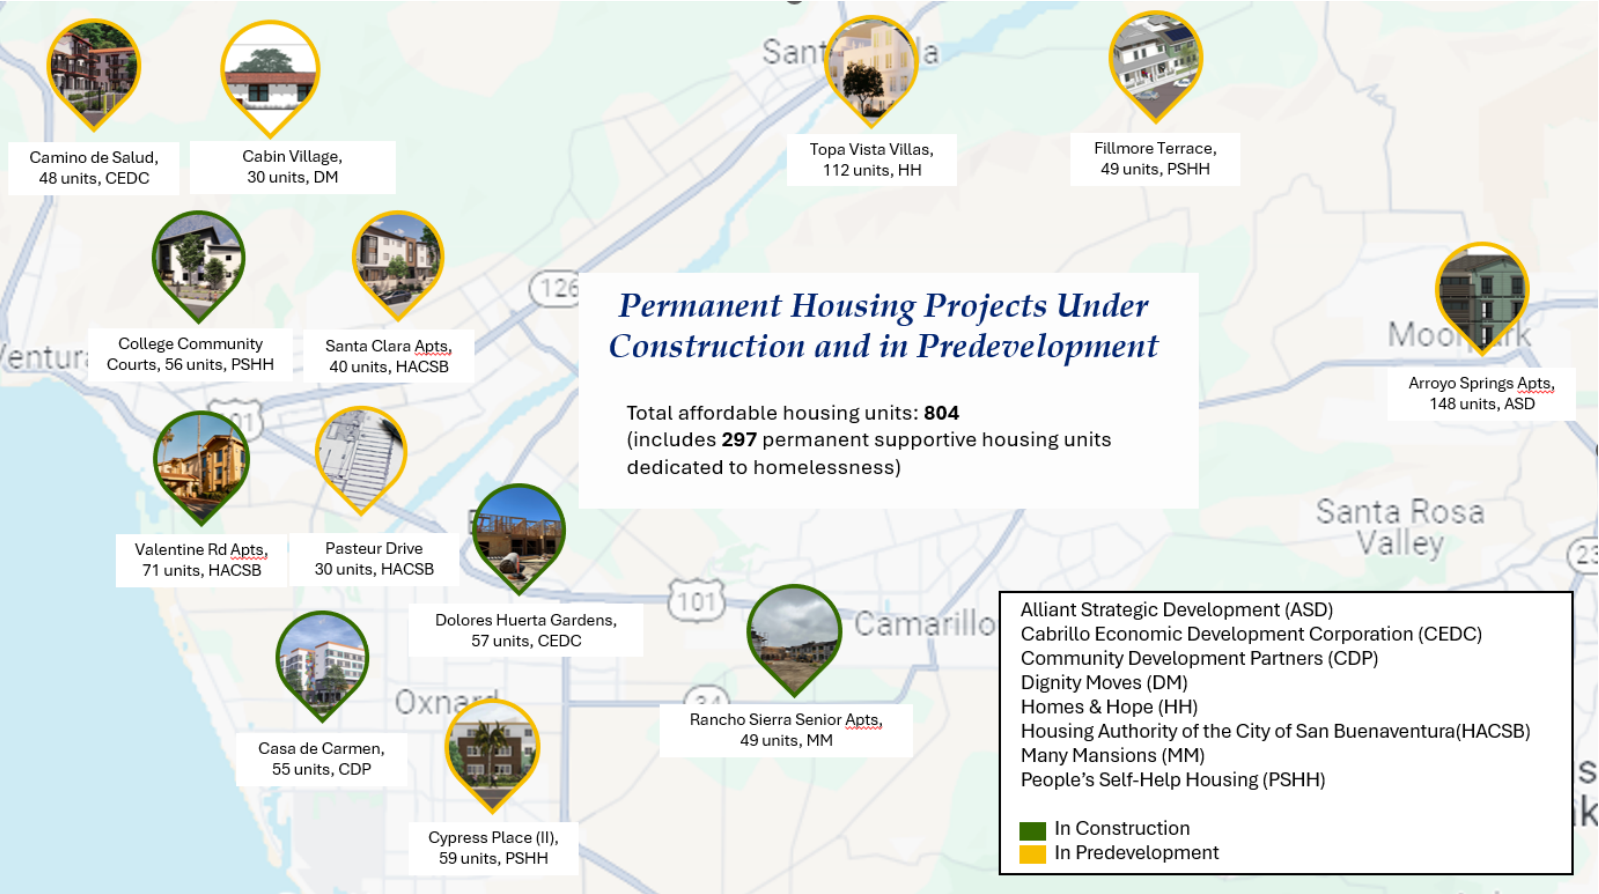 Camino de Salud,
48 units, CEDC
Cabin Village,
30 units, DM
Topa Vista Villas,
112 units, HH
Fillmore Terrace,
49 units, PSHH
College Community
Courts, 56 units, PSHH
Santa Clara Apts,
40 units, HACSB
126
Permanent Housing Projects Under
Construction and in Predevelopment
Total affordable housing units: 804
(includes 297 permanent supportive housing units
dedicated to homelessness)
Arroyo Springs Apts,
148 units, ASD
Valentine Rd Apts,
71 units, HACSB
Pasteur Drive
30 units, HACSB
Santa Rosa
Valley
Dolores Huerta Gardens,
57 units, CEDC
101
Camarillo
Rancho Sierra Senior Apts,
49 units, MM
Oxnard
34
Casa de Carmen,
55 units, CDP
Cypress Place (II),
59 units, PSHH
Alliant Strategic Development (ASD)
Cabrillo Economic Development Corporation (CEDC)
Community Development Partners (CDP)
Dignity Moves (DM)
Homes & Hope (HH)
Housing Authority of the City of San Buenaventura(HACSB)
Many Mansions (MM)
People’s Self-Help Housing (PSHH)
In Construction
In Predevelopment